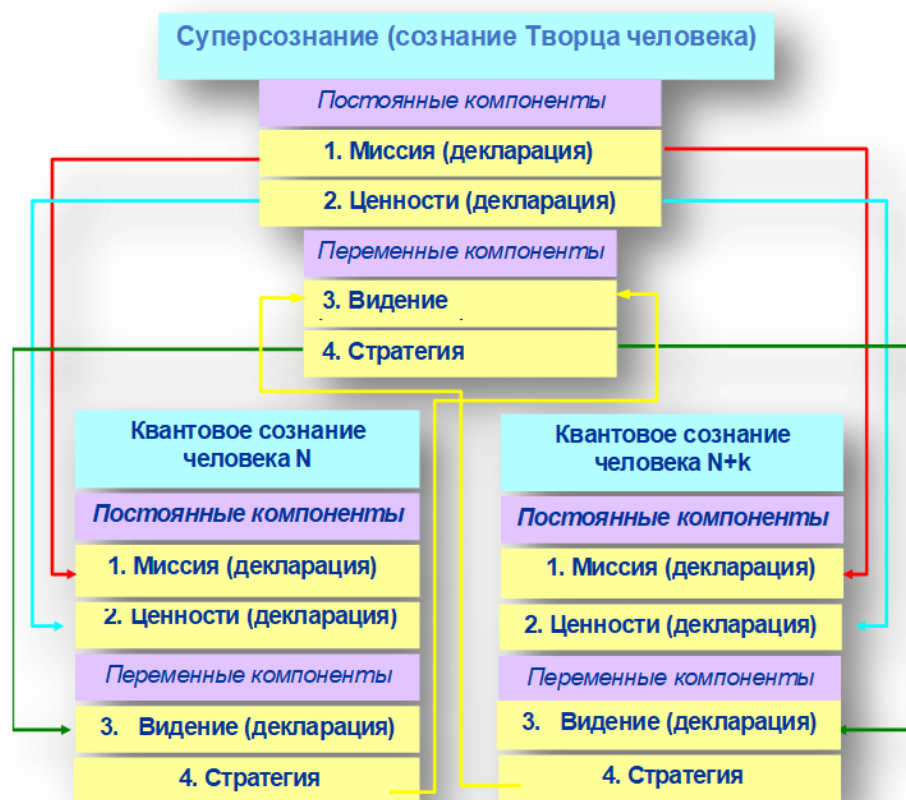 Суперсознание (сознание Творца человека)
Постоянные компоненты
1. Миссия (декларация)
2. Ценности (декларация)
Переменные компоненты
3. Видение
4. Стратегия
Квантовое сознание
человека N
Постоянные компоненты
1. Миссия (декларация)
2. Ценности (декларация)
Переменные компоненты
3. Видение (декларация)
4. Стратегия
Квантовое сознание
человека N+k
Постоянные компоненты
1. Миссия (декларация)
2. Ценности (декларация)
Переменные компоненты
3. Видение (декларация)
4. Стратегия